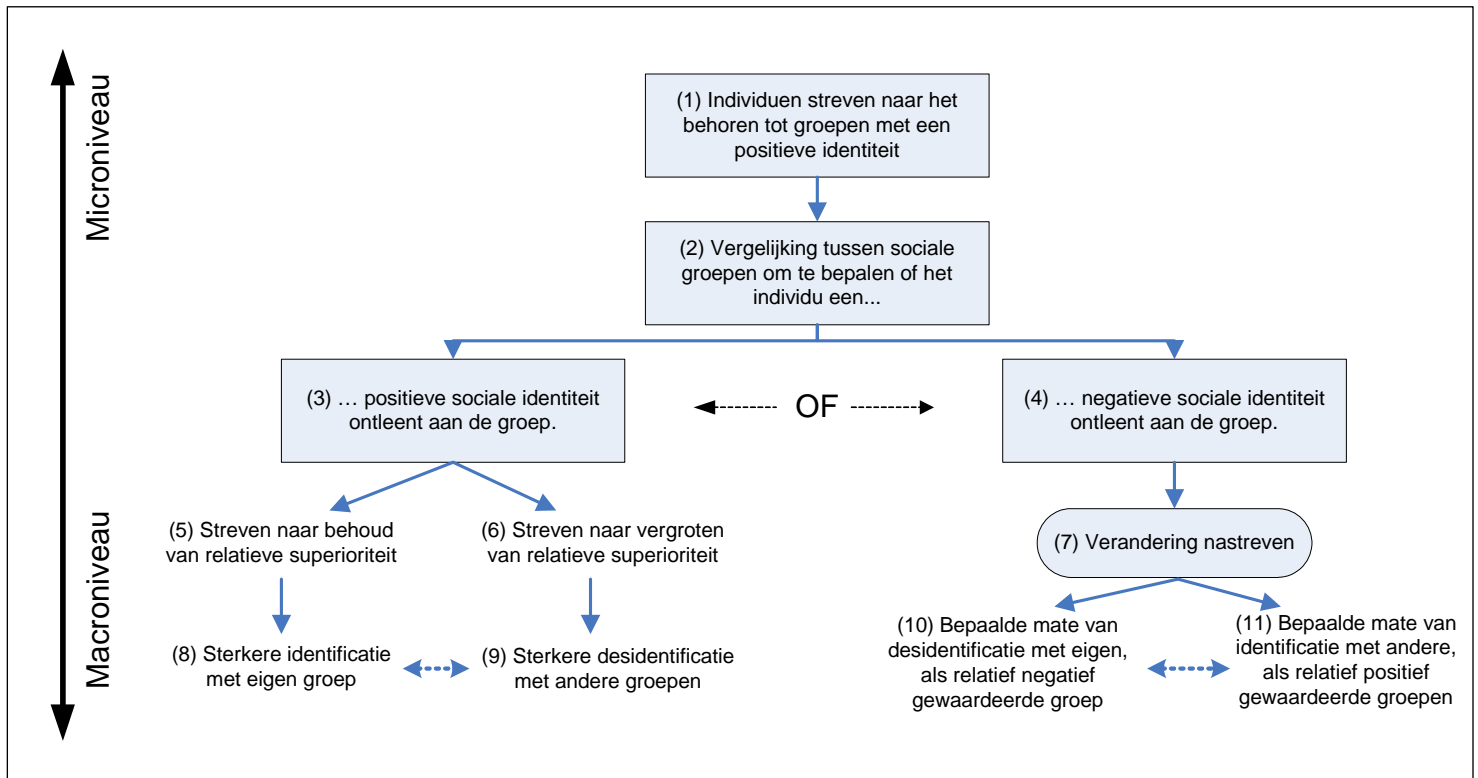 Microniveau
Macroniveau
(1) Individuen streven naar het
behoren tot groepen met een
positieve identiteit
(2) Vergelijking tussen sociale
groepen om te bepalen of het
individu een...
(3) … positieve sociale identiteit
ontleent aan de groep.
OF
(4) … negatieve sociale identiteit
ontleent aan de groep.
(5) Streven naar behoud
van relatieve superioriteit
(6) Streven naar vergroten
van relatieve superioriteit
(7) Verandering nastreven
(8) Sterkere identificatie
met eigen groep
(9) Sterkere desidentificatie
met andere groepen
(10) Bepaalde mate van
desidentificatie met eigen,
als relatief negatief
gewaardeerde groep
(11) Bepaalde mate van
identificatie met andere,
als relatief positief
gewaardeerde groepen